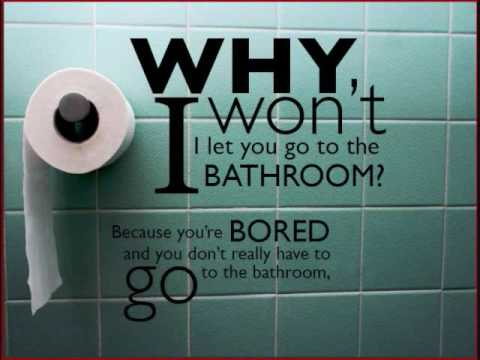 WHY,
I won't
I let you go to the
BATHROOM?
Because you're BORED
and you don't really have to
go to the bathroom,